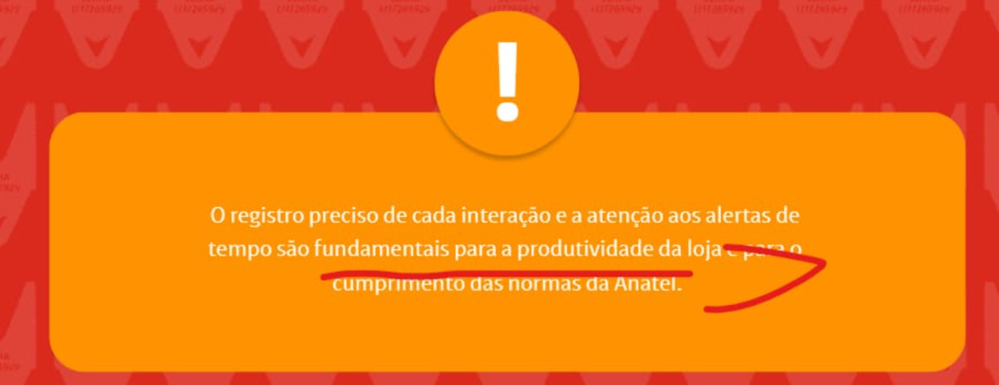 O registro preciso de cada interação e a atenção aos alertas de
tempo são fundamentais para a produtividade da loja e para o
cumprimento das normas da Anatel.